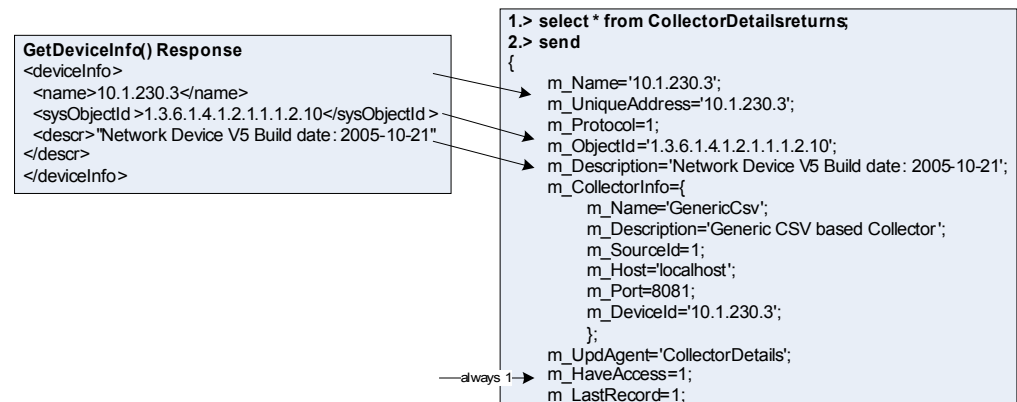 GetDeviceInfo() Response
<deviceInfo>
<name>10.1.230.3</name>
<sysObjectId >1.3.6.1.4.1.2.1.1.1.2.10</sysObjectId >
<descr>"Network Device V5 Build date: 2005-10-21"
</descr>
</deviceInfo>
1.> select * from CollectorDetailsreturns;
2.> send
{
m_Name='10.1.230.3';
m_UniqueAddress='10.1.230.3';
m_Protocol=1;
m_ObjectId='1.3.6.1.4.1.2.1.1.1.2.10';
m_Description='Network Device V5 Build date: 2005-10-21';
m_CollectorInfo={
m_Name='GenericCsv';
m_Description='Generic CSV based Collector';
m_SourceId=1;
m_Host='localhost';
m_Port=8081;
m_DeviceId='10.1.230.3';
};
m_UpdAgent='CollectorDetails';
always 1
m_HaveAccess=1;
m_LastRecord=1;